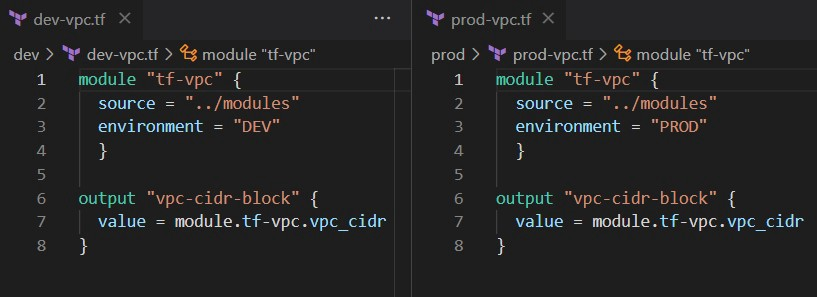 dev-vpc.tf
dev > dev-vpc.tf > module "tf-vpc"
1 module "tf-vpc" {
2 source = "../modules"
3 environment = "DEV"
4 }
5
6 output "vpc-cidr-block" {
7 value = module.tf-vpc.vpc_cidr
8 }
prod-vpc.tf
prod > prod-vpc.tf > module "tf-vpc"
1 module "tf-vpc" {
2 source = "../modules"
3 environment = "PROD"
4 }
5
6 output "vpc-cidr-block" {
7 value = module.tf-vpc.vpc_cidr
8 }